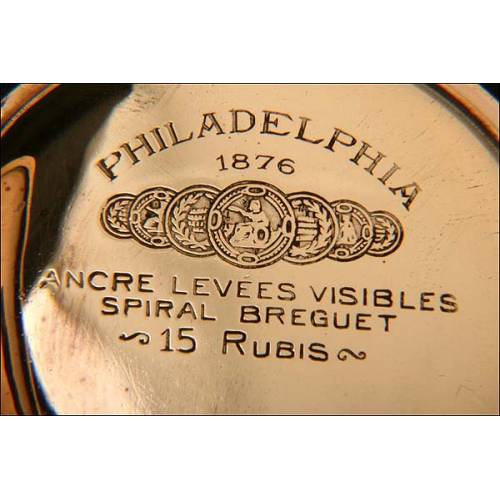 PHILADELPHIA
1876
ANCRE LEVÉES VISIBLES
SPIRAL BREGUET
~ 15 RUBIS ~